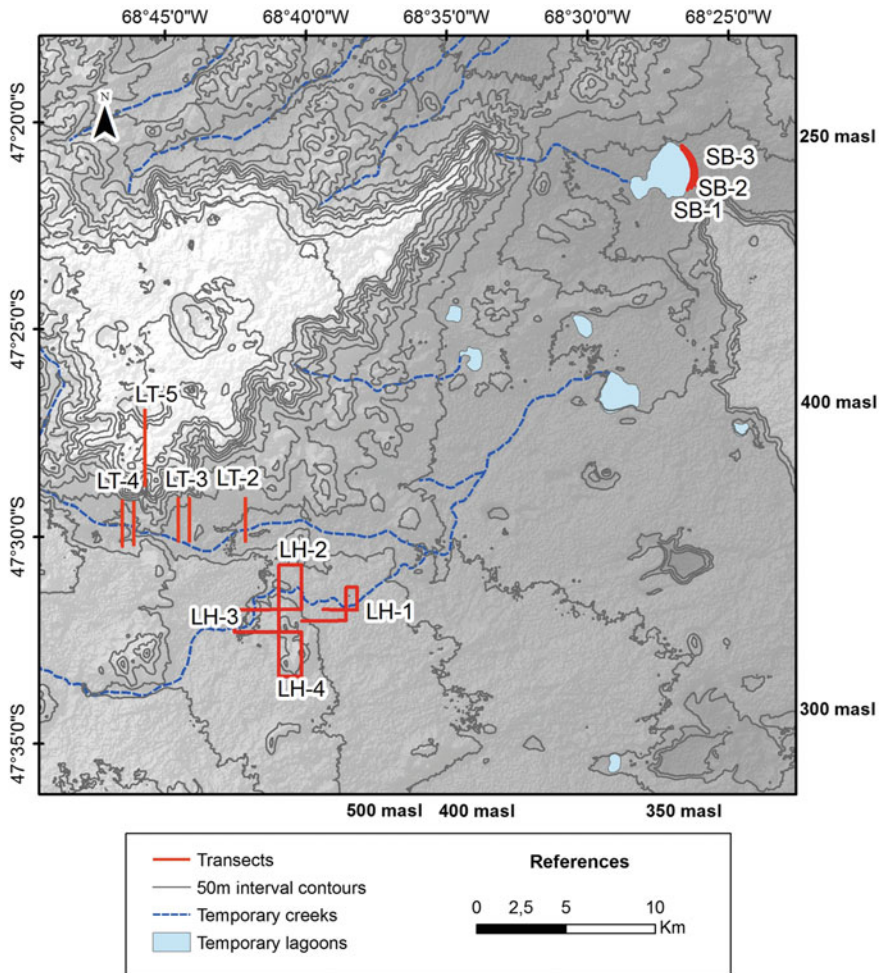 68°45'0"W 68°40'0"W 68°35'0"W 68°30'0"W 68°25'0"W
N
47°20'0"S
250 masl
SB-3
SB-2
SB-1
47°25'0"S
LT-5
400 masl
LT-4 LT-3 LT-2
47°30'0"S
LH-2
LH-3 LH-1
LH-4
300 masl
47°35'0"S
500 masl 400 masl 350 masl
Transects
References
50m interval contours
Temporary creeks
0 2,5 5 10
Km
Temporary lagoons